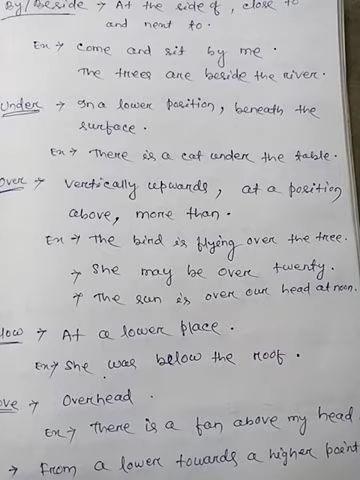 By/Beside → At the side of, close to
and next to.
Ex → Come and sit by me.
The trees are beside the river.
Under → In a lower position, beneath the
surface.
Ex → There is a cat under the table.
Over → Vertically upwards, at a position
above, more than.
Ex → The bird is flying over the tree.
→ She may be over twenty.
→ The sun is over our head at noon.
low → At a lower place.
Ex → She was below the roof.
ove → Overhead.
Ex → There is a fan above my head
→ From a lower towards a higher point